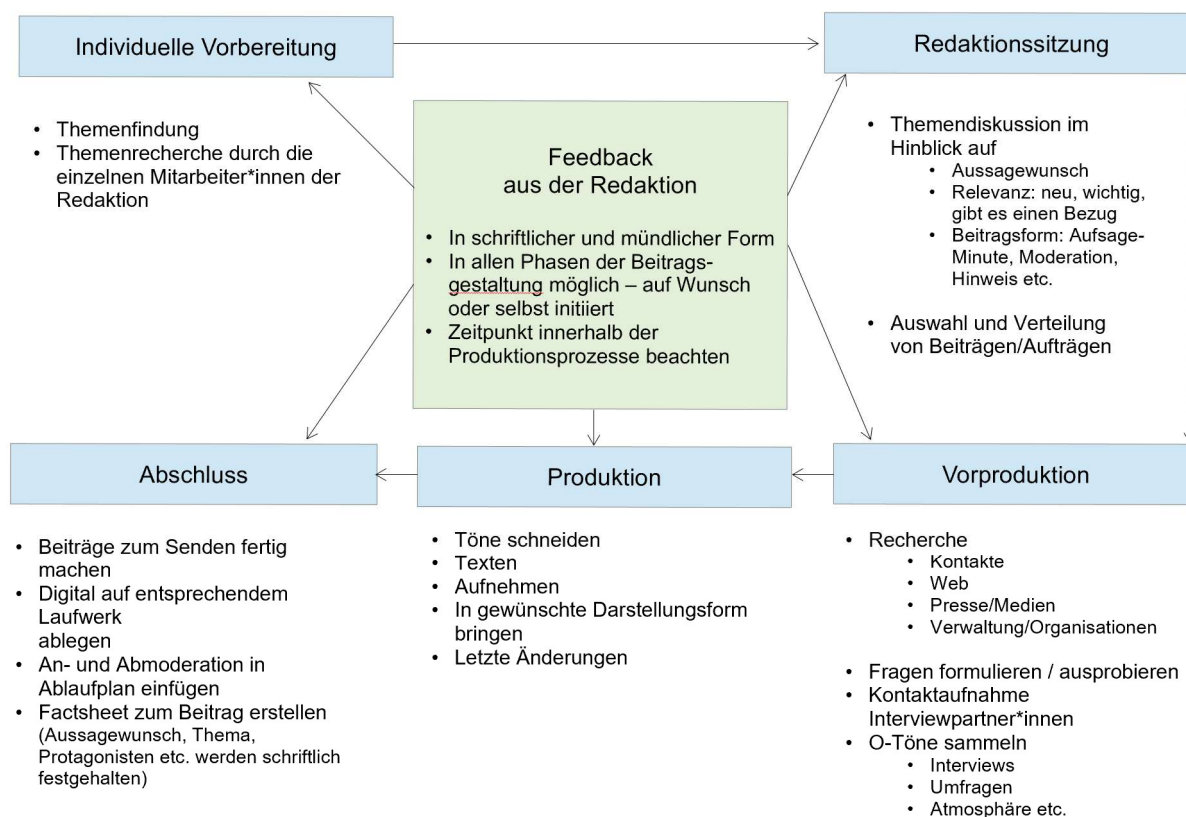 Individuelle Vorbereitung
Redaktionssitzung
• Themenfindung
• Themenrecherche durch die
einzelnen Mitarbeiter*innen der
Redaktion
Feedback
aus der Redaktion
• In schriftlicher und mündlicher Form
• In allen Phasen der Beitrags-
gestaltung möglich – auf Wunsch
oder selbst initiiert
• Zeitpunkt innerhalb der
Produktionsprozesse beachten
• Themendiskussion im
Hinblick auf
• Aussagewunsch
• Relevanz: neu, wichtig,
gibt es einen Bezug
• Beitragsform: Aufsage-
Minute, Moderation,
Hinweis etc.
• Auswahl und Verteilung
von Beiträgen/Aufträgen
Abschluss
Produktion
Vorproduktion
• Beiträge zum Senden fertig
machen
• Digital auf entsprechendem
Laufwerk
ablegen
• An- und Abmoderation in
Ablaufplan einfügen
• Factsheet zum Beitrag erstellen
(Aussagewunsch, Thema,
Protagonisten etc. werden schriftlich
festgehalten)
• Töne schneiden
• Texten
• Aufnehmen
• In gewünschte Darstellungsform
bringen
• Letzte Änderungen
• Recherche
• Kontakte
• Web
• Presse/Medien
• Verwaltung/Organisationen
• Fragen formulieren / ausprobieren
• Kontaktaufnahme
Interviewpartner*innen
• O-Töne sammeln
• Interviews
• Umfragen
• Atmosphäre etc.